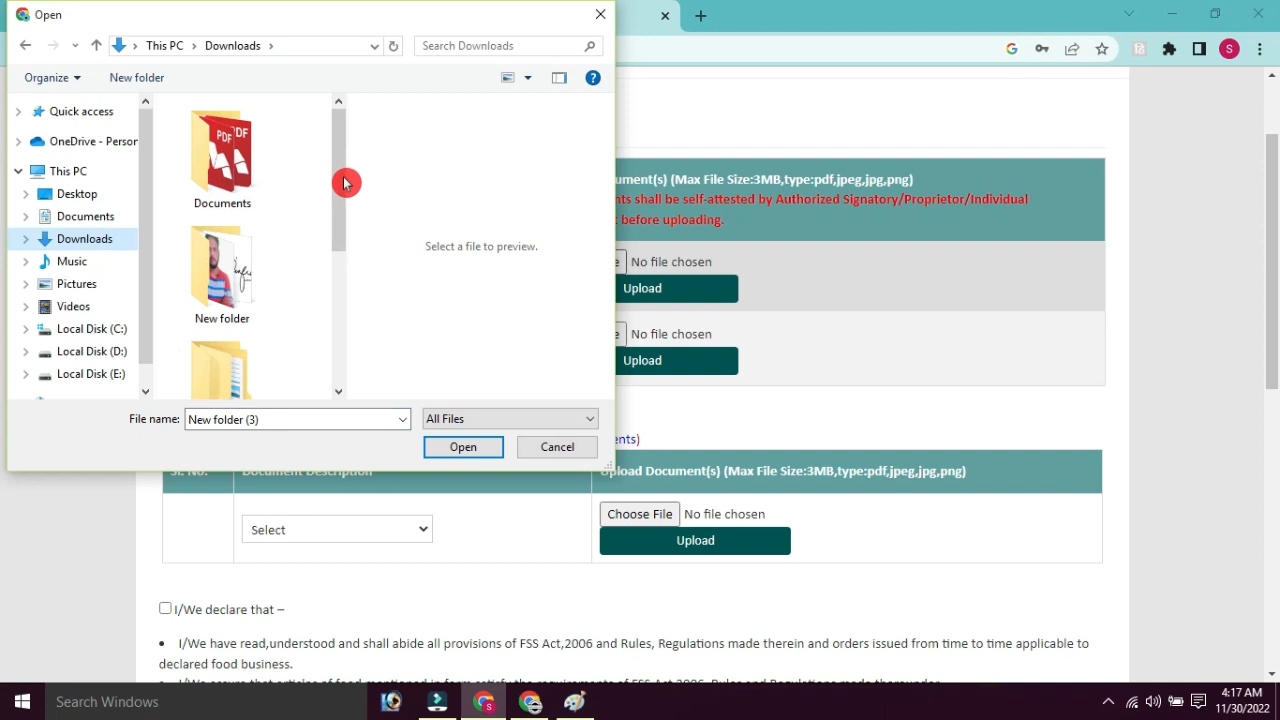 Open
This PC
Downloads
Search Downloads
Organize
New folder
Quick access
OneDrive - Person
This PC
Desktop
Documents
Downloads
Music
Pictures
Videos
Local Disk (C:)
Local Disk (D:)
Local Disk (E:)
PDF
Documents
New folder
Select a file to preview.
File name:
New folder (3)
All Files
Open
Cancel
S
ument(s) (Max File Size:3MB,type:pdf,jpeg,jpg,png)
nts shall be self-attested by Authorized Signatory/Proprietor/Individual
before uploading.
e No file chosen
Upload
e No file chosen
Upload
ents)
Sl. No.
Document Description
Upload Document(s) (Max File Size:3MB,type:pdf,jpeg,jpg,png)
Select
Choose File No file chosen
Upload
I/We declare that –
• I/We have read,understood and shall abide all provisions of FSS Act,2006 and Rules, Regulations made therein and orders issued from time to time applicable to
declared food business.
Search Windows
4:17 AM
11/30/2022